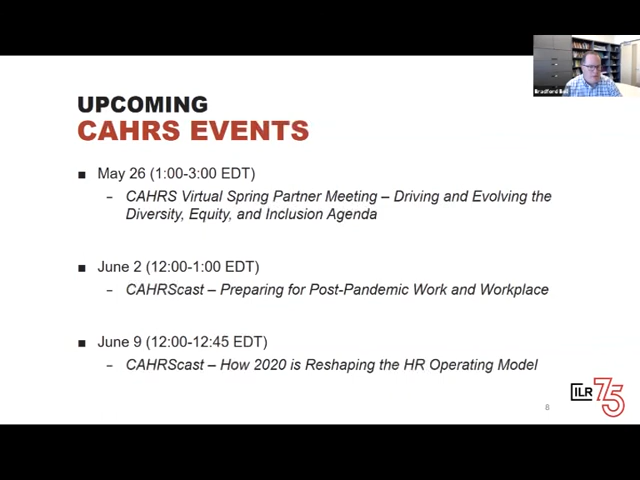 Bradford Bell
UPCOMING
CAHRS EVENTS
■ May 26 (1:00-3:00 EDT)
– CAHRS Virtual Spring Partner Meeting – Driving and Evolving the
Diversity, Equity, and Inclusion Agenda
■ June 2 (12:00-1:00 EDT)
– CAHRScast – Preparing for Post-Pandemic Work and Workplace
■ June 9 (12:00-12:45 EDT)
– CAHRScast – How 2020 is Reshaping the HR Operating Model
8
ILR 75